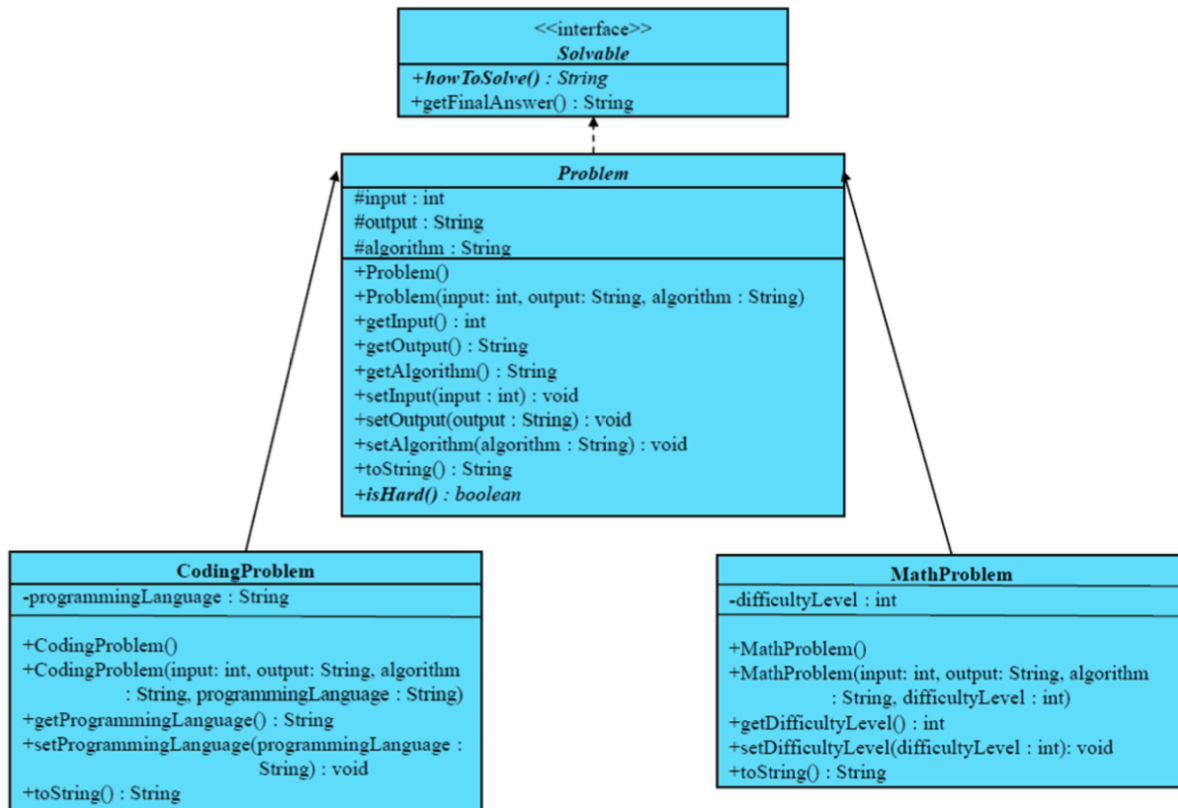 <<interface>>
Solvable
+howToSolve() : String
+getFinalAnswer() : String
Problem
#input : int
#output : String
#algorithm : String
+Problem()
+Problem(input: int, output: String, algorithm : String)
+getInput() : int
+getOutput() : String
+getAlgorithm() : String
+setInput(input : int) : void
+setOutput(output : String) : void
+setAlgorithm(algorithm : String) : void
+toString() : String
+isHard() : boolean
CodingProblem
-programmingLanguage : String
+CodingProblem()
+CodingProblem(input: int, output: String, algorithm
: String, programmingLanguage : String)
+getProgrammingLanguage() : String
+setProgrammingLanguage(programmingLanguage :
String) : void
+toString() : String
MathProblem
-difficultyLevel : int
+MathProblem()
+MathProblem(input: int, output: String, algorithm
: String, difficultyLevel : int)
+getDifficultyLevel() : int
+setDifficultyLevel(difficultyLevel : int): void
+toString() : String